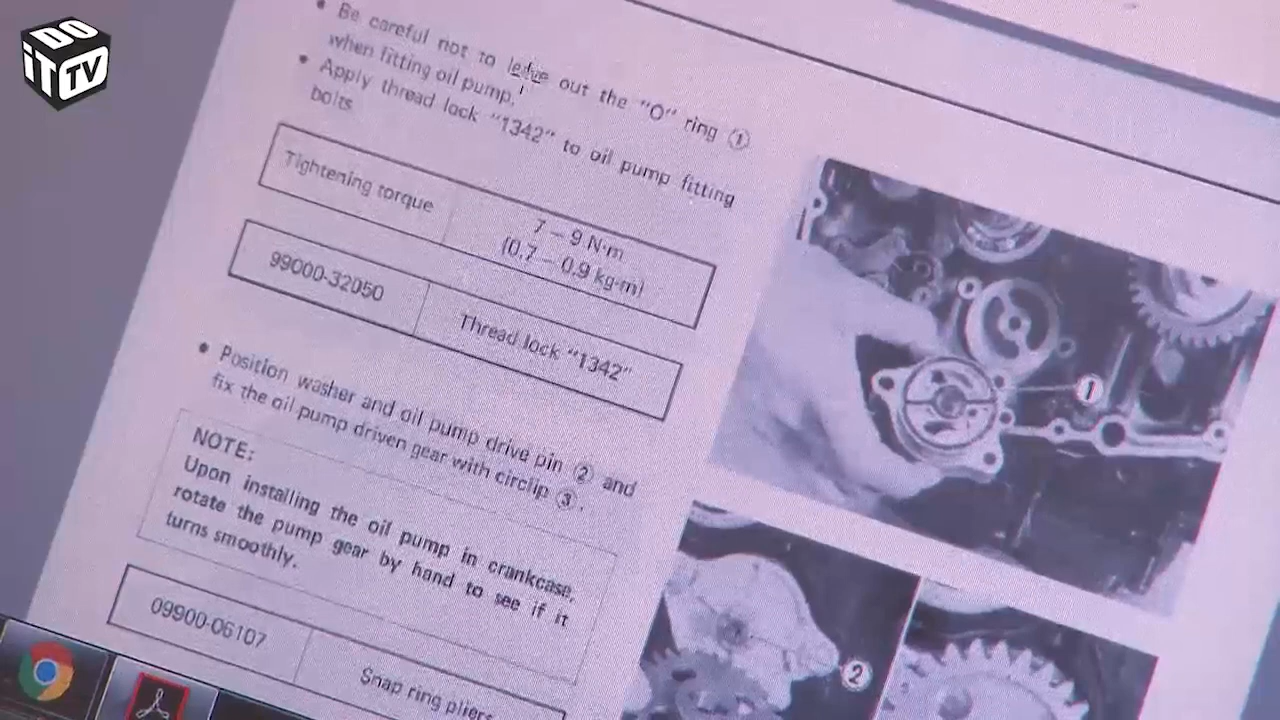 DO
iT TV
• Be careful not to leave out the "O" ring ①
when fitting oil pump.
• Apply thread lock "1342" to oil pump fitting
bolts
Tightening torque
7 – 9 N·m
(0.7 – 0.9 kg·m)
99000-32050
Thread lock "1342"
• Position washer and oil pump drive pin ② and
fix the oil pump driven gear with circlip ③.
NOTE:
Upon installing the oil pump in crankcase,
rotate the pump gear by hand to see if it
turns smoothly.
09900-06107
Snap ring pliers
①
②